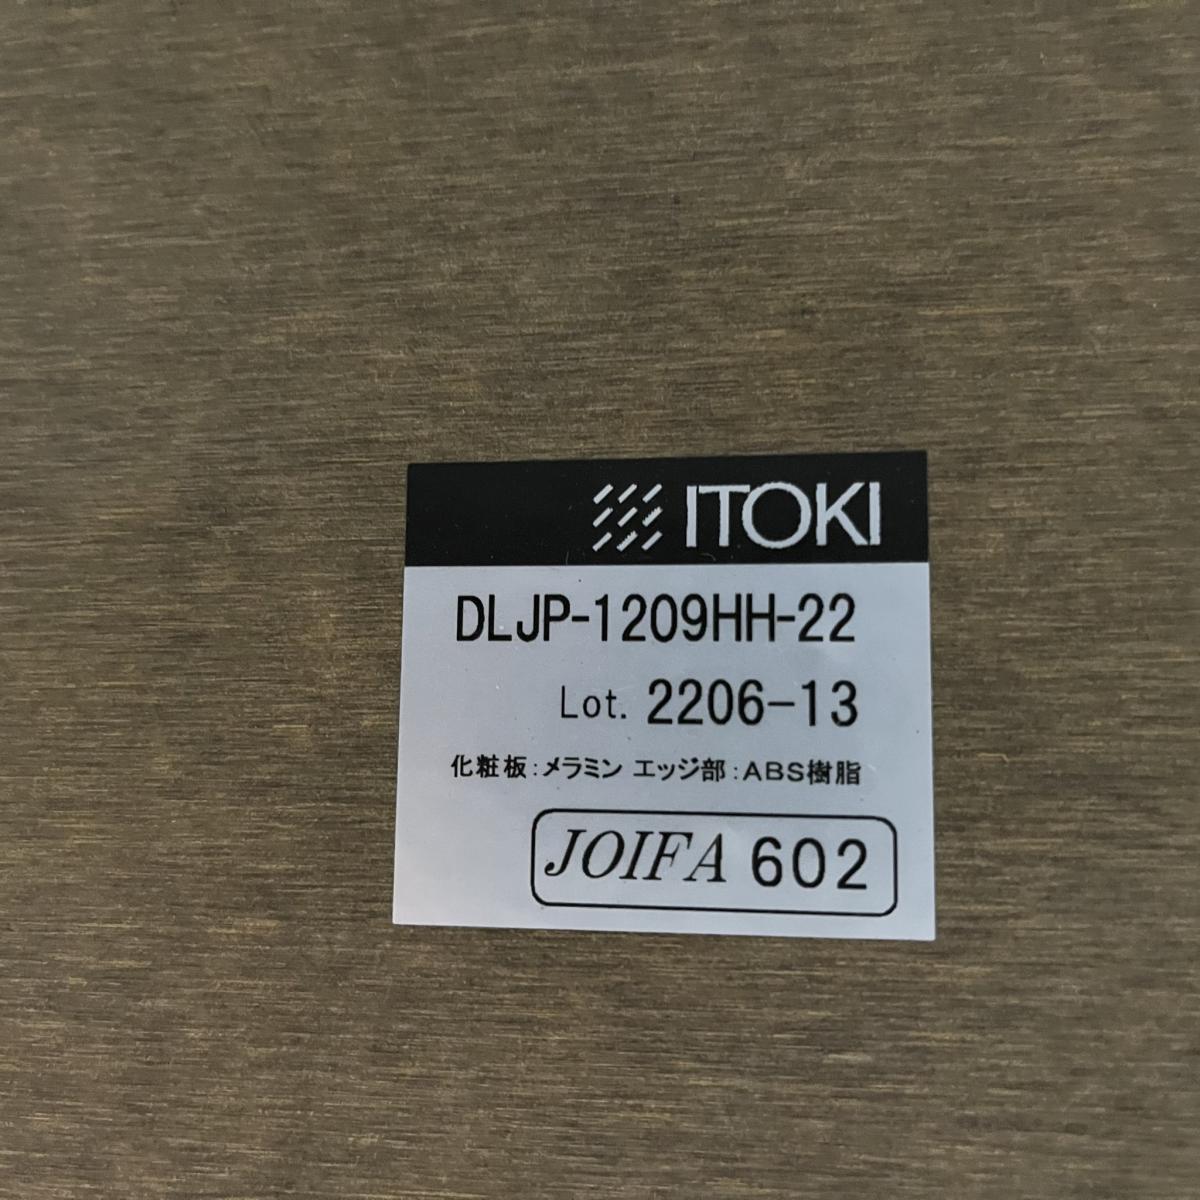 ITOKI
DLJP-1209HH-22
Lot. 2206-13
化粧板:メラミン エッジ部:ABS樹脂
JOIFA 602